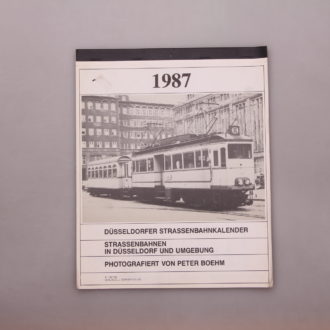 1987
DÜSSELDORFER STRASSENBAHNKALENDER
STRASSENBAHNEN
IN DÜSSELDORF UND UMGEBUNG
PHOTOGRAFIERT VON PETER BOEHM